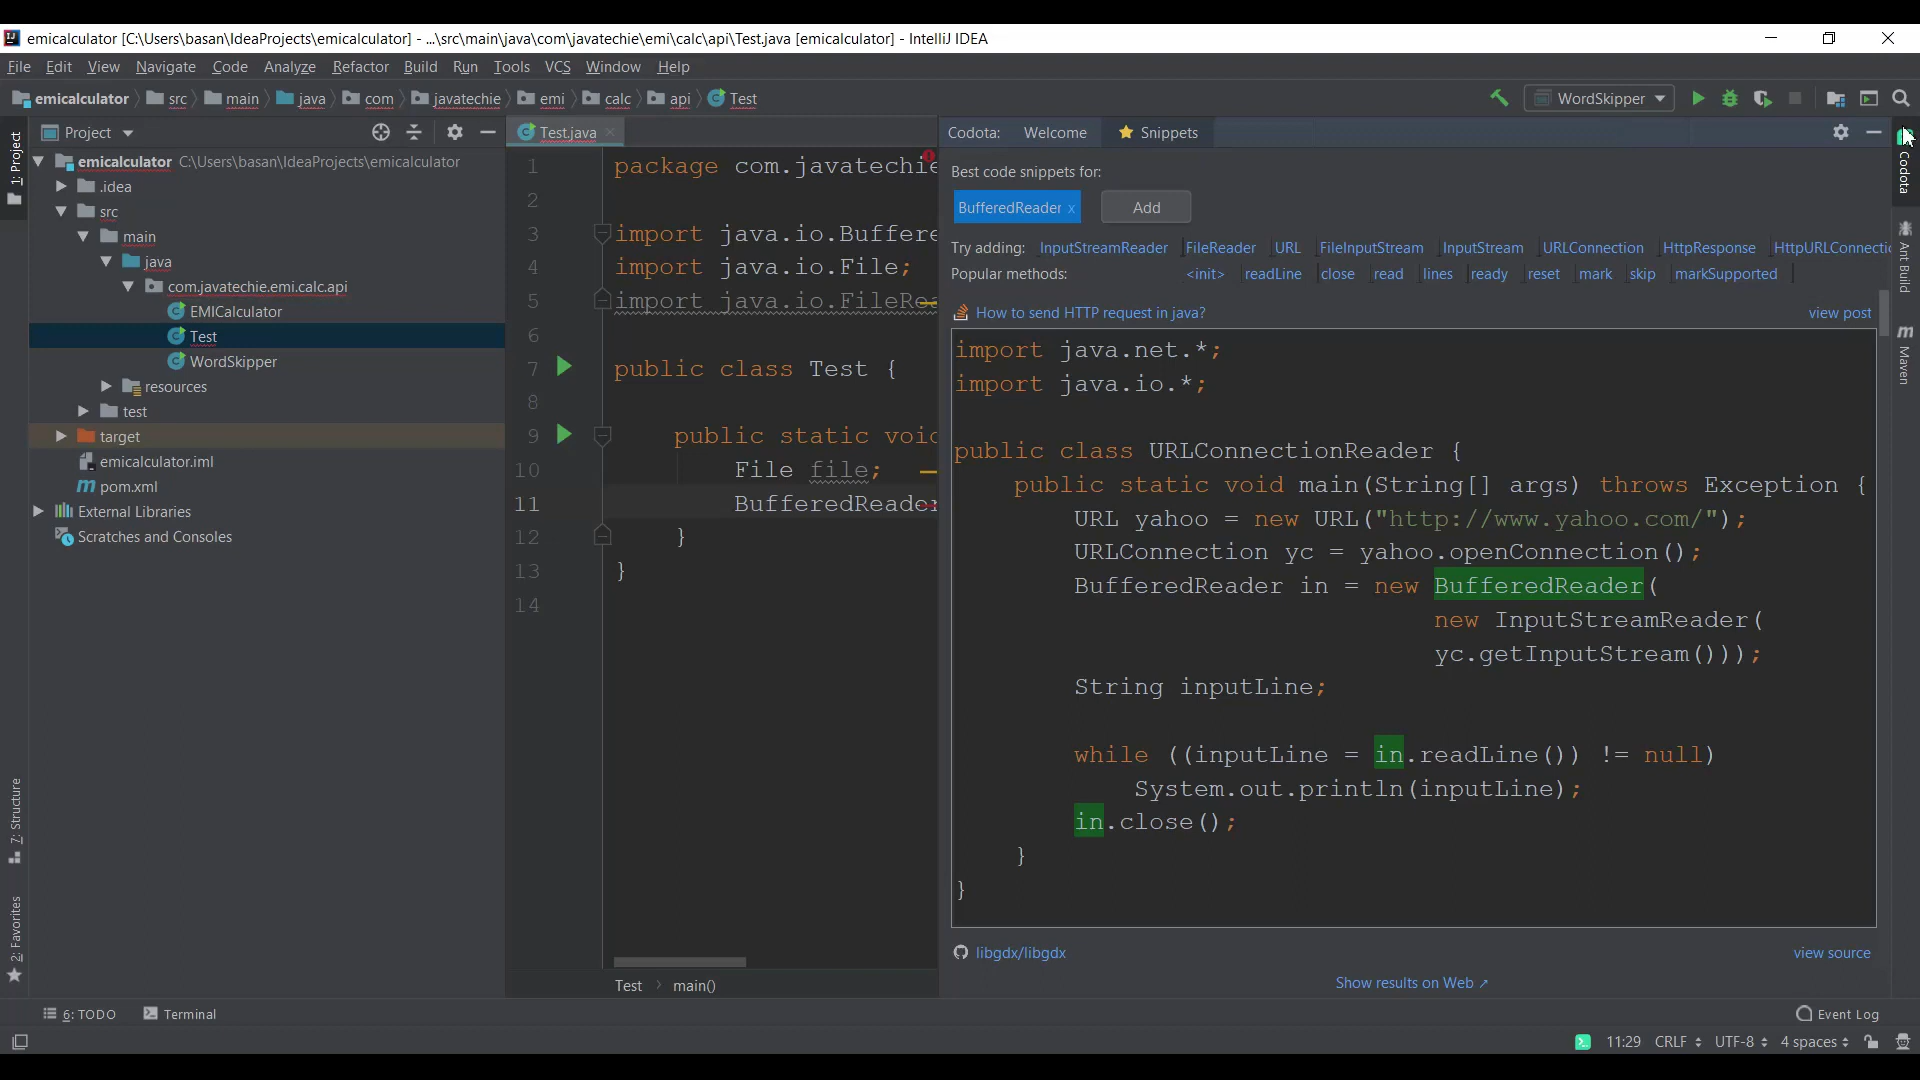 emicalculator [C:\Users\basan\IdeaProjects\emicalculator] - ...\src\main\java\com\javatechie\emi\calc\api\Test.java [emicalculator] - IntelliJ IDEA
File Edit View Navigate Code Analyze Refactor Build Run Tools VCS Window Help
emicalculator src main java com javatechie emi calc api Test WordSkipper
1: Project
Project
emicalculator C:\Users\basan\IdeaProjects\emicalculator
.idea
src
main
java
com.javatechie.emi.calc.api
EMICalculator
Test
WordSkipper
resources
test
target
emicalculator.iml
pom.xml
External Libraries
Scratches and Consoles
7: Structure
2: Favorites
Test.java
1 package com.javatechie
2
3 import java.io.Buffere
4 import java.io.File;
5 import java.io.FileRea
6
7 public class Test {
8
9 public static void
10 File file;
11 BufferedReader
12 }
13 }
14
Test main()
Codota: Welcome Snippets
Best code snippets for:
BufferedReader x Add
Try adding: InputStreamReader FileReader URL FileInputStream InputStream URLConnection HttpResponse HttpURLConnectic
Popular methods: <init> readLine close read lines ready reset mark skip markSupported
How to send HTTP request in java? view post
import java.net.*;
import java.io.*;
public class URLConnectionReader {
public static void main(String[] args) throws Exception {
URL yahoo = new URL("http://www.yahoo.com/");
URLConnection yc = yahoo.openConnection();
BufferedReader in = new BufferedReader(
new InputStreamReader(
yc.getInputStream()));
String inputLine;
while ((inputLine = in.readLine()) != null)
System.out.println(inputLine);
in.close();
}
}
libgdx/libgdx view source
Show results on Web ↗
Codota
Ant Build
Maven
6: TODO Terminal Event Log
11:29 CRLF UTF-8 4 spaces